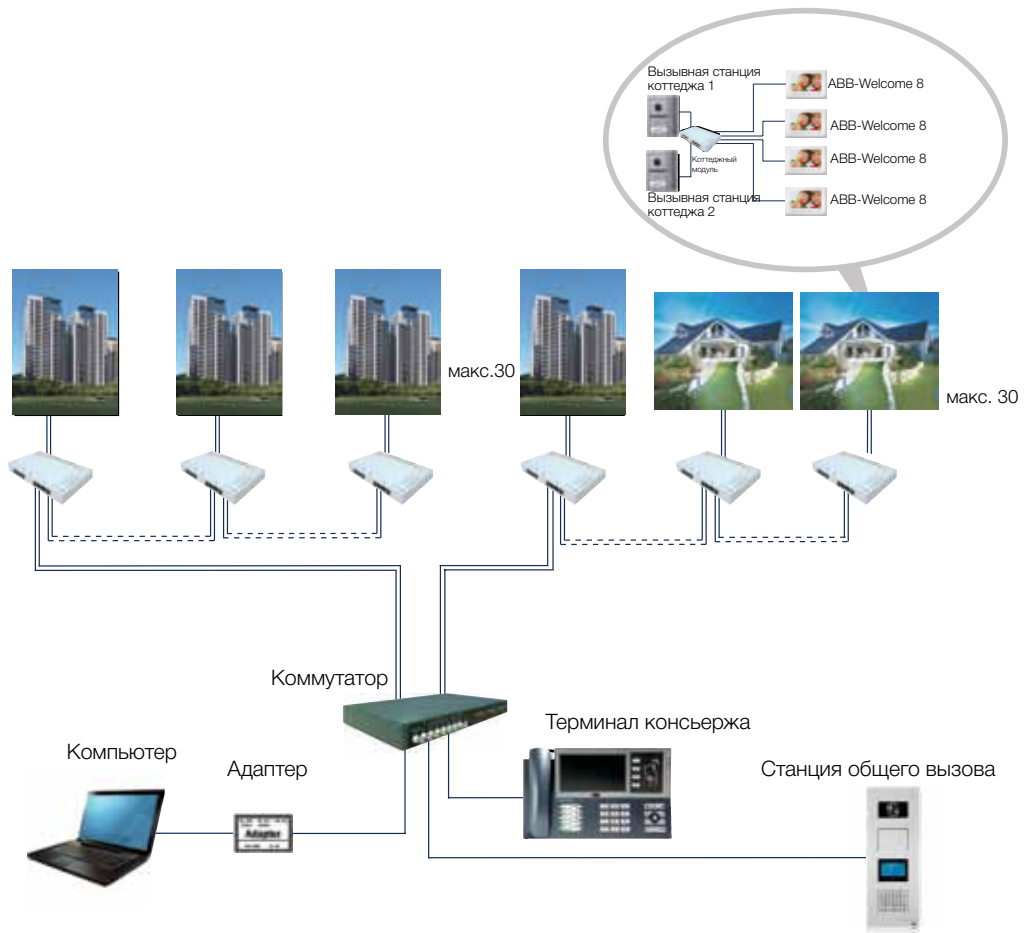 Вызывная станция
коттеджа 1
ABB-Welcome 8
ABB-Welcome 8
Коттеджный
модуль
ABB-Welcome 8
Вызывная станция
коттеджа 2
ABB-Welcome 8
макс.30
макс. 30
Коммутатор
Терминал консьержа
Компьютер
Адаптер
Станция общего вызова
Adapter